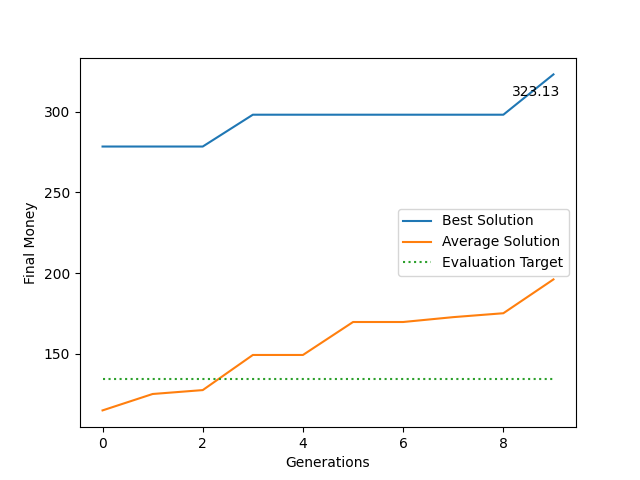 323.13
300
250
200
150
Final Money
Best Solution
Average Solution
Evaluation Target
0 2 4 6 8
Generations